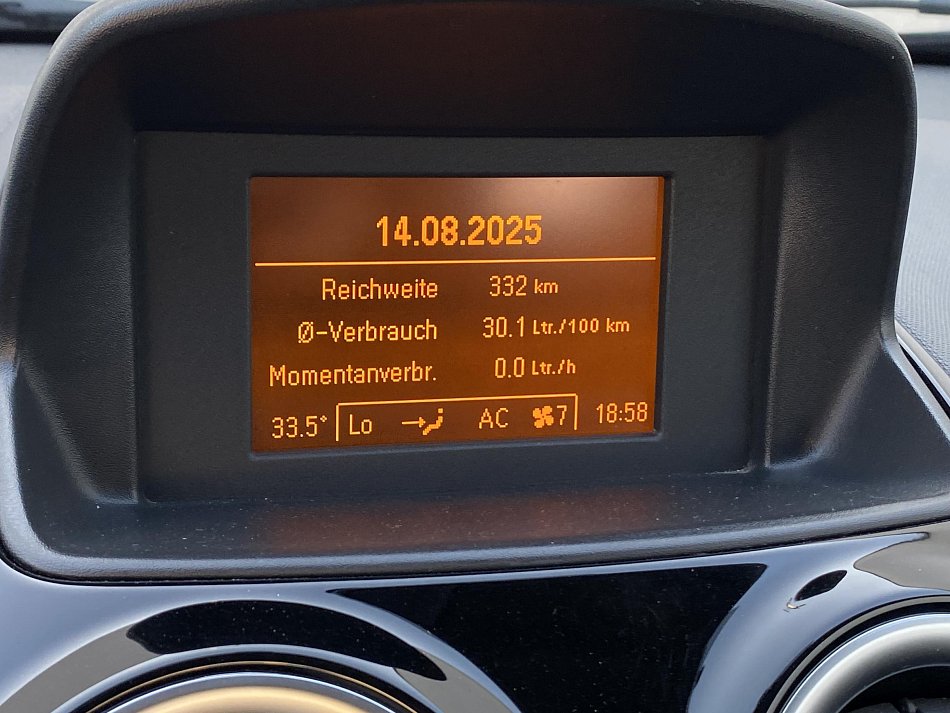 14.08.2025
Reichweite 332 km
Ø-Verbrauch 30.1 Ltr./100 km
Momentanverbr. 0.0 Ltr./h
33.5° Lo AC 7 18:58